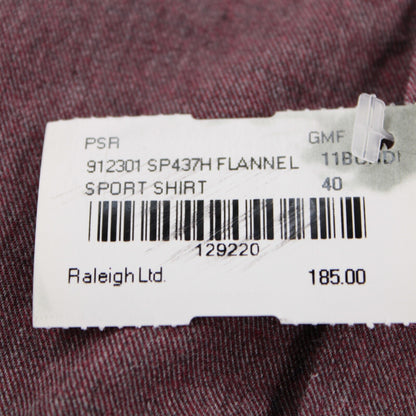 PSR GMF
912301 SP437H FLANNEL
SPORT SHIRT 40
129220
Raleigh Ltd. 185.00